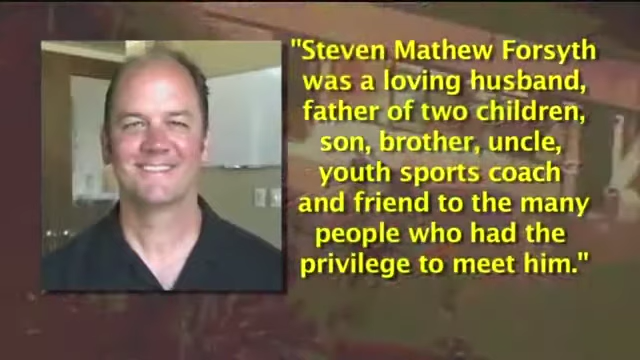 "Steven Mathew Forsyth
was a loving husband,
father of two children,
son, brother, uncle,
youth sports coach
and friend to the many
people who had the
privilege to meet him."